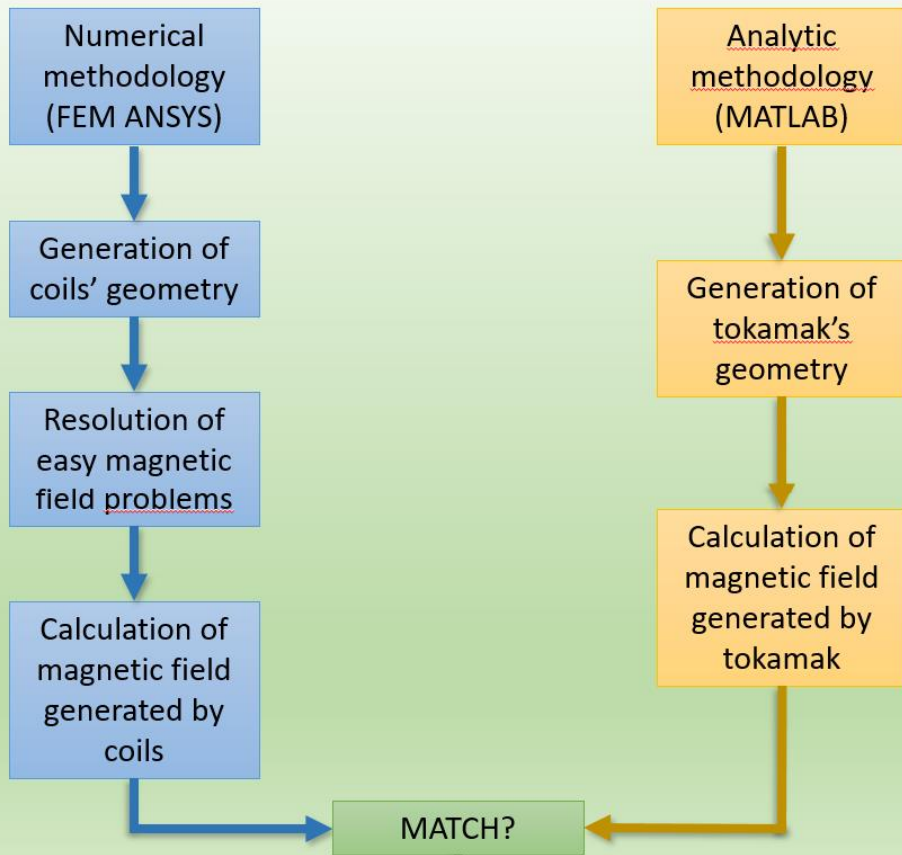 Numerical
methodology
(FEM ANSYS)
Generation of
coils’ geometry
Resolution of
easy magnetic
field problems
Calculation of
magnetic field
generated by
coils
Analytic
methodology
(MATLAB)
Generation of
tokamak’s
geometry
Calculation of
magnetic field
generated by
tokamak
MATCH?